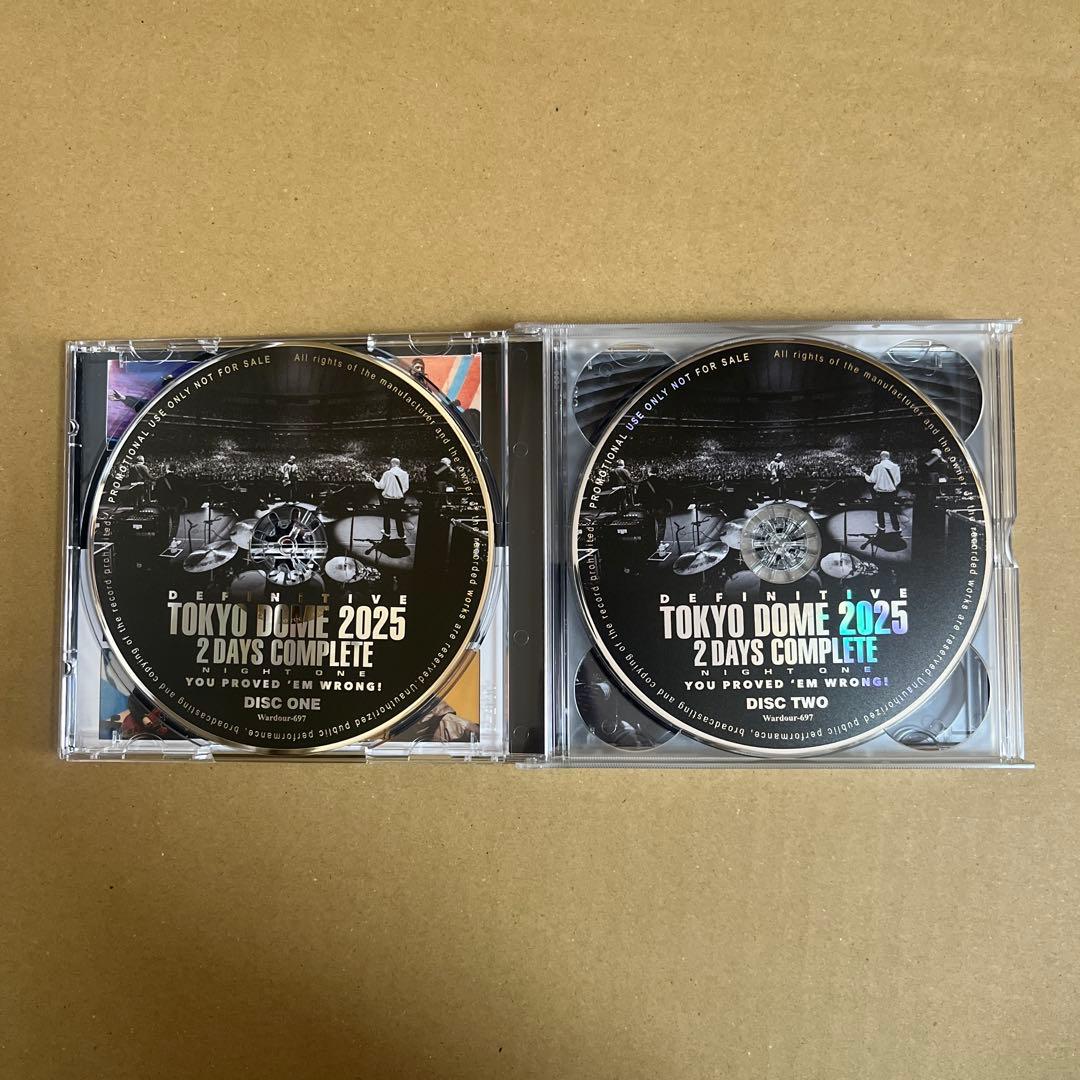 PROMOTIONAL USE ONLY NOT FOR SALE
All rights of the manufacturer and the owner of the recorded works are reserved. Unauthorized public performance, broadcasting and copying of the record prohibited.
DEFINITIVE
TOKYO DOME 2025
2 DAYS COMPLETE
NIGHT ONE
YOU PROVED 'EM WRONG!
DISC ONE
Wardour-697
PROMOTIONAL USE ONLY NOT FOR SALE
All rights of the manufacturer and the owner of the recorded works are reserved. Unauthorized public performance, broadcasting and copying of the record prohibited.
DEFINITIVE
TOKYO DOME 2025
2 DAYS COMPLETE
NIGHT ONE
YOU PROVED 'EM WRONG!
DISC TWO
Wardour-697